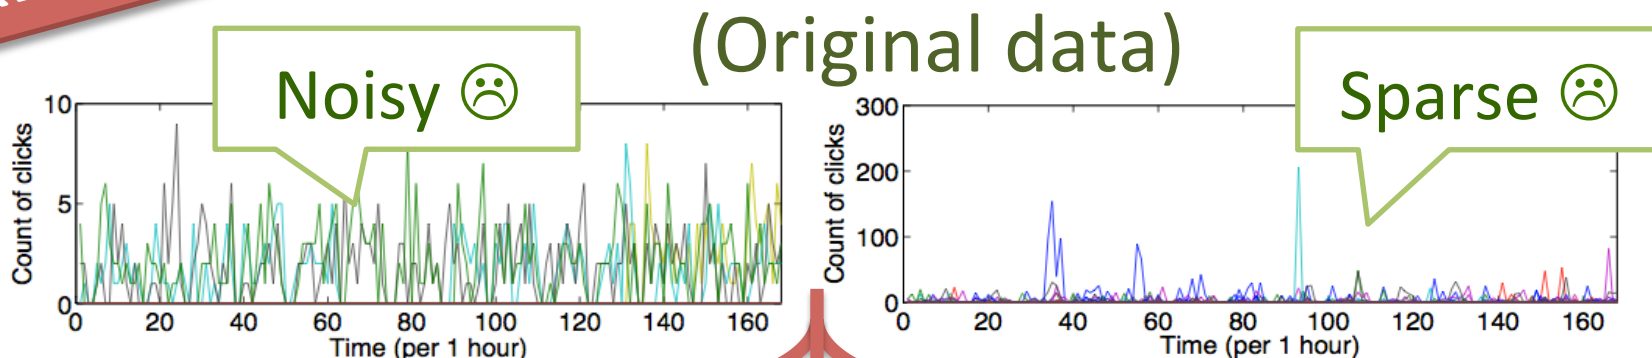 (Original data)
Noisy ☹
Sparse ☹
10
5
0
Count of clicks
0 20 40 60 80 100 120 140 160
Time (per 1 hour)
300
200
100
0
Count of clicks
0 20 40 60 80 100 120 140 160
Time (per 1 hour)